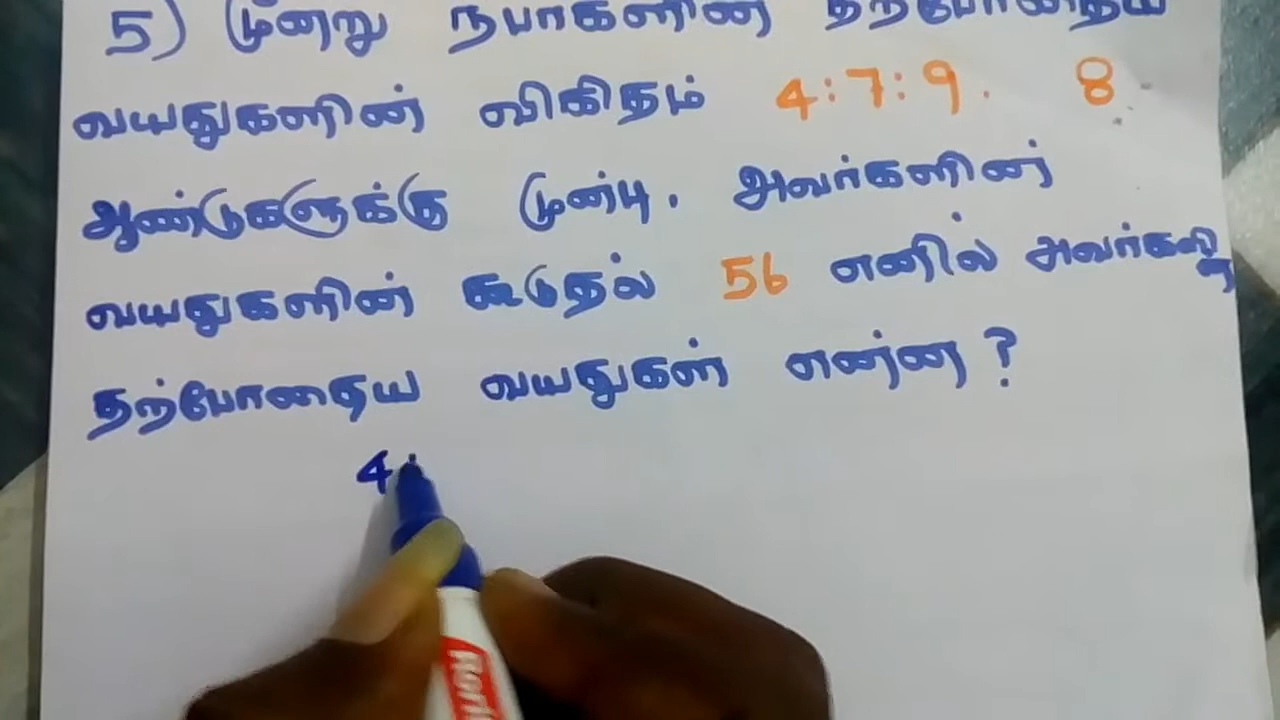 5) மூன்று நபர்களின் தற்போதைய
வயதுகளின் விகிதம் 4:7:9. 8
ஆண்டுகளுக்கு முன்பு. அவர்களின்
வயதுகளின் கூடுதல் 56 எனில் அவர்களின்
தற்போதைய வயதுகள் என்ன?
4